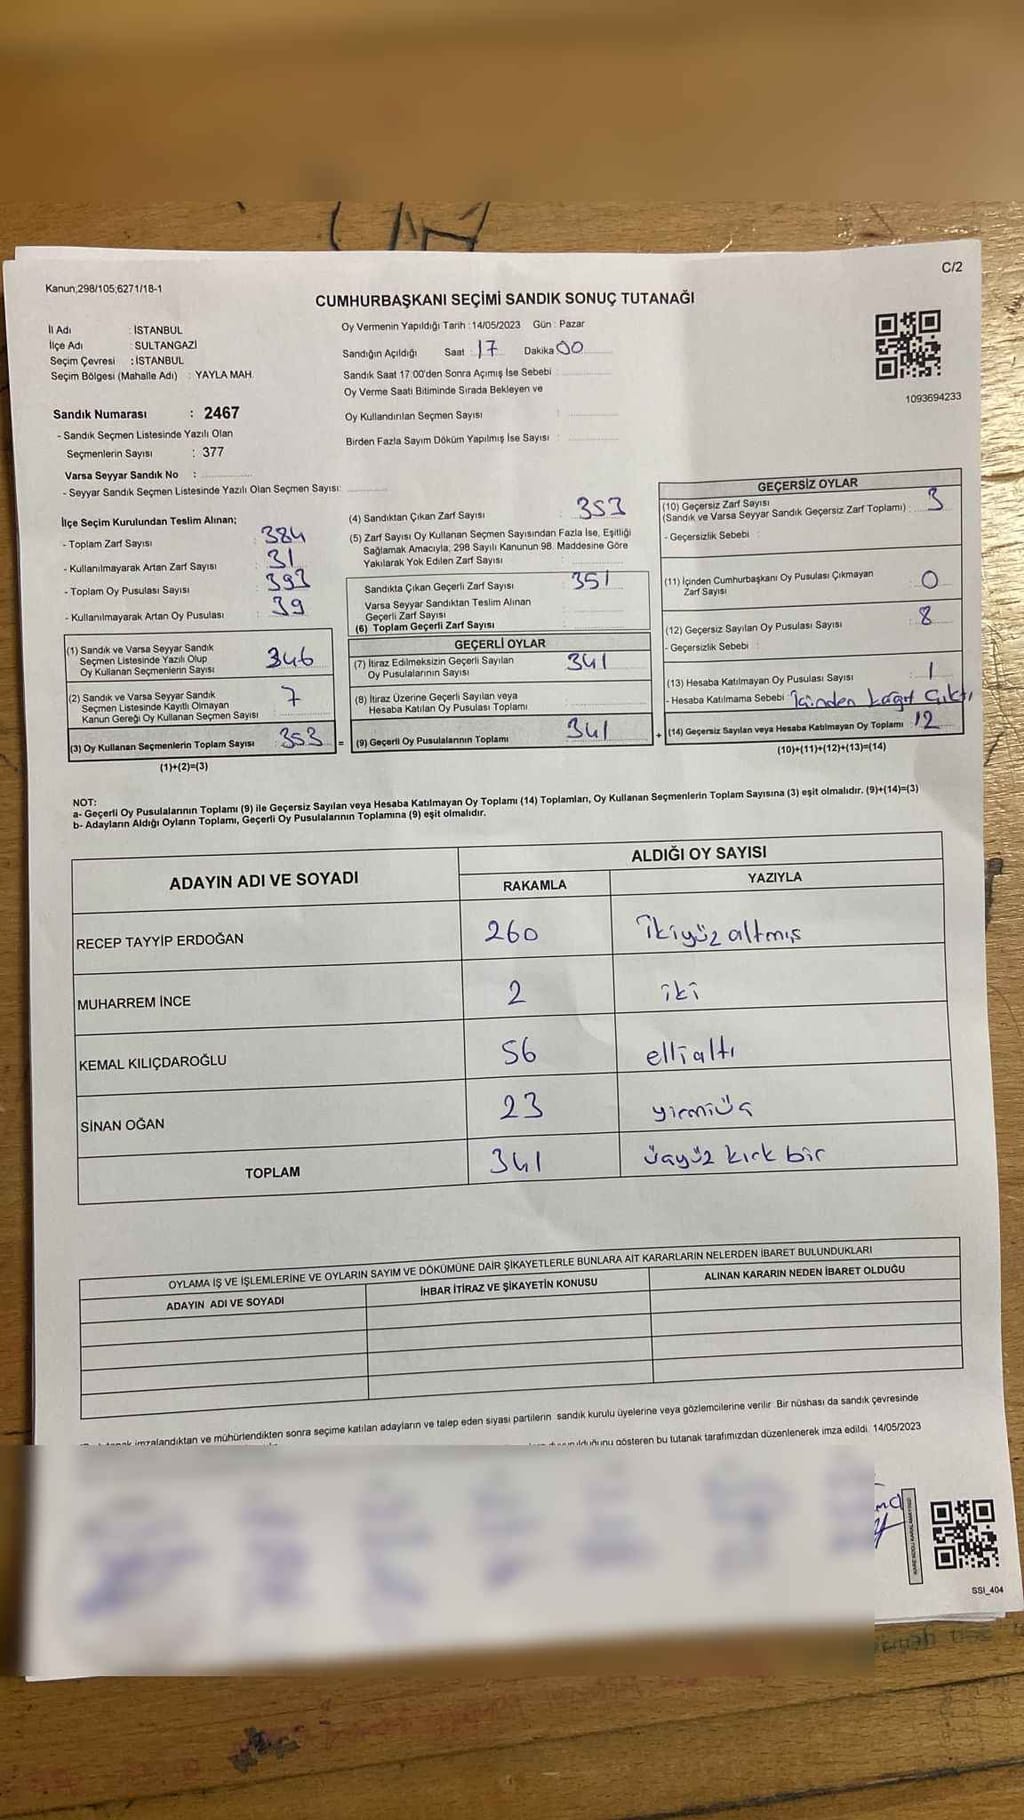 C/2
Kanun,298/105;6271/18-1
CUMHURBAŞKANI SEÇİMİ SANDIK SONUÇ TUTANAĞI
İl Adı : İSTANBUL
İlçe Adı : SULTANGAZİ
Seçim Çevresi : İSTANBUL
Seçim Bölgesi (Mahalle Adı) : YAYLA MAH.
Sandık Numarası : 2467
- Sandık Seçmen Listesinde Yazılı Olan
Seçmenlerin Sayısı : 377
Varsa Seyyar Sandık No :
- Seyyar Sandık Seçmen Listesinde Yazılı Olan Seçmen Sayısı:
Oy Vermenin Yapıldığı Tarih : 14/05/2023 Gün : Pazar
Sandığın Açıldığı Saat : 17 Dakika 00
Sandık Saat 17:00'den Sonra Açımış İse Sebebi :
Oy Verme Saati Bitiminde Sırada Bekleyen ve
Oy Kullandırılan Seçmen Sayısı :
Birden Fazla Sayım Döküm Yapılmış İse Sayısı :
1093694233
İlçe Seçim Kurulundan Teslim Alınan;
- Toplam Zarf Sayısı : 384
- Kullanılmayarak Artan Zarf Sayısı : 31
- Toplam Oy Pusulası Sayısı : 393
- Kullanılmayarak Artan Oy Pusulası : 39
(1) Sandık ve Varsa Seyyar Sandık
Seçmen Listesinde Yazılı Olup
Oy Kullanan Seçmenlerin Sayısı : 346
(2) Sandık ve Varsa Seyyar Sandık
Seçmen Listesinde Kayıtlı Olmayan
Kanun Gereği Oy Kullanan Seçmen Sayısı : 7
(3) Oy Kullanan Seçmenlerin Toplam Sayısı : 353
(1)+(2)=(3)
(4) Sandıktan Çıkan Zarf Sayısı : 353
(5) Zarf Sayısı Oy Kullanan Seçmen Sayısından Fazla İse, Eşitliği
Sağlamak Amacıyla, 298 Sayılı Kanunun 98. Maddesine Göre
Yakılarak Yok Edilen Zarf Sayısı :
Sandıkta Çıkan Geçerli Zarf Sayısı : 351
Varsa Seyyar Sandıktan Teslim Alınan
Geçerli Zarf Sayısı :
(6) Toplam Geçerli Zarf Sayısı :
GEÇERLİ OYLAR
(7) İtiraz Edilmeksizin Geçerli Sayılan
Oy Pusulasının Sayısı : 341
(8) İtiraz Üzerine Geçerli Sayılan veya
Hesaba Katılan Oy Pusulası Toplamı :
= (9) Geçerli Oy Pusulalarının Toplamı : 341
GEÇERSİZ OYLAR
(10) Geçersiz Zarf Sayısı
(Sandık ve Varsa Seyyar Sandık Geçersiz Zarf Toplamı) : 3
- Geçersizlik Sebebi :
(11) İçinden Cumhurbaşkanı Oy Pusulası Çıkmayan
Zarf Sayısı : 0
(12) Geçersiz Sayılan Oy Pusulası Sayısı : 8
- Geçersizlik Sebebi :
(13) Hesaba Katılmayan Oy Pusulası Sayısı : 1
- Hesaba Katılmama Sebebi : İçinden kağıt çıktı
+ (14) Geçersiz Sayılan veya Hesaba Katılmayan Oy Toplamı : 12
(10)+(11)+(12)+(13)=(14)
NOT:
a- Geçerli Oy Pusulalarının Toplamı (9) ile Geçersiz Sayılan veya Hesaba Katılmayan Oy Toplamı (14) Toplamları, Oy Kullanan Seçmenlerin Toplam Sayısına (3) eşit olmalıdır. (9)+(14)=(3)
b- Adayların Aldığı Oyların Toplamı, Geçerli Oy Pusulalarının Toplamına (9) eşit olmalıdır.
ADAYIN ADI VE SOYADI ALDIĞI OY SAYISI
RAKAMLA YAZIYLA
RECEP TAYYİP ERDOĞAN 260 ikiyüz altmış
MUHARREM İNCE 2 iki
KEMAL KILIÇDAROĞLU 56 elli altı
SİNAN OĞAN 23 yirmiüç
TOPLAM 341 üçyüz kırk bir
OYLAMA İŞ VE İŞLEMLERİNE VE OYLARIN SAYIM VE DÖKÜMÜNE DAİR ŞİKAYETLERLE BUNLARA AİT KARARLARIN NELERDEN İBARET BULUNDUKLARI
ADAYIN ADI VE SOYADI İHBAR İTİRAZ VE ŞİKAYETİN KONUSU ALINAN KARARIN NEDEN İBARET OLDUĞU
imzalandıktan ve mühürlendikten sonra seçime katılan adayların ve talep eden siyasi partilerin sandık kurulu üyelerine veya gözlemcilerine verilir. Bir nüshası da sandık çevresinde
gösteren bu tutanak tarafımızdan düzenlenerek imza edildi. 14/05/2023
SSI_404